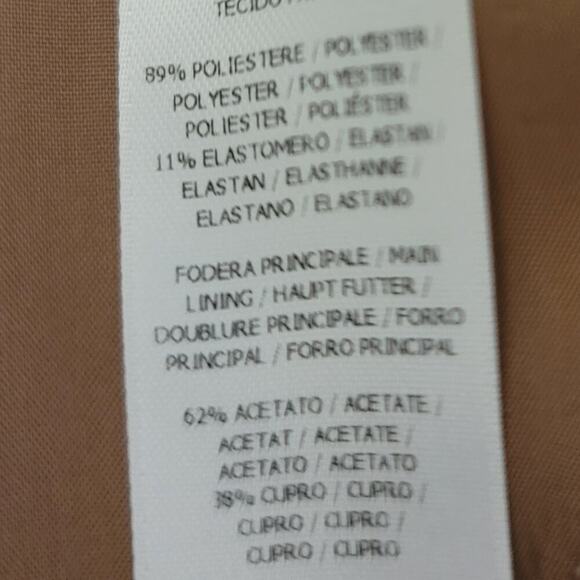 TECIDO
89% POLIESTERE / POLYESTER /
POLYESTER / POLYESTER /
POLIESTER / POLIÉSTER
11% ELASTOMERO / ELASTAN /
ELASTAN / ELASTHANNE /
ELASTANO / ELASTANO
FODERA PRINCIPALE / MAIN
LINING / HAUPT FUTTER /
DOUBLURE PRINCIPALE / FORRO
PRINCIPAL / FORRO PRINCIPAL
62% ACETATO / ACETATE /
ACETAT / ACETATE /
ACETATO / ACETATO
38% CUPRO / CUPRO /
CUPRO / CUPRO /
CUPRO / CUPRO